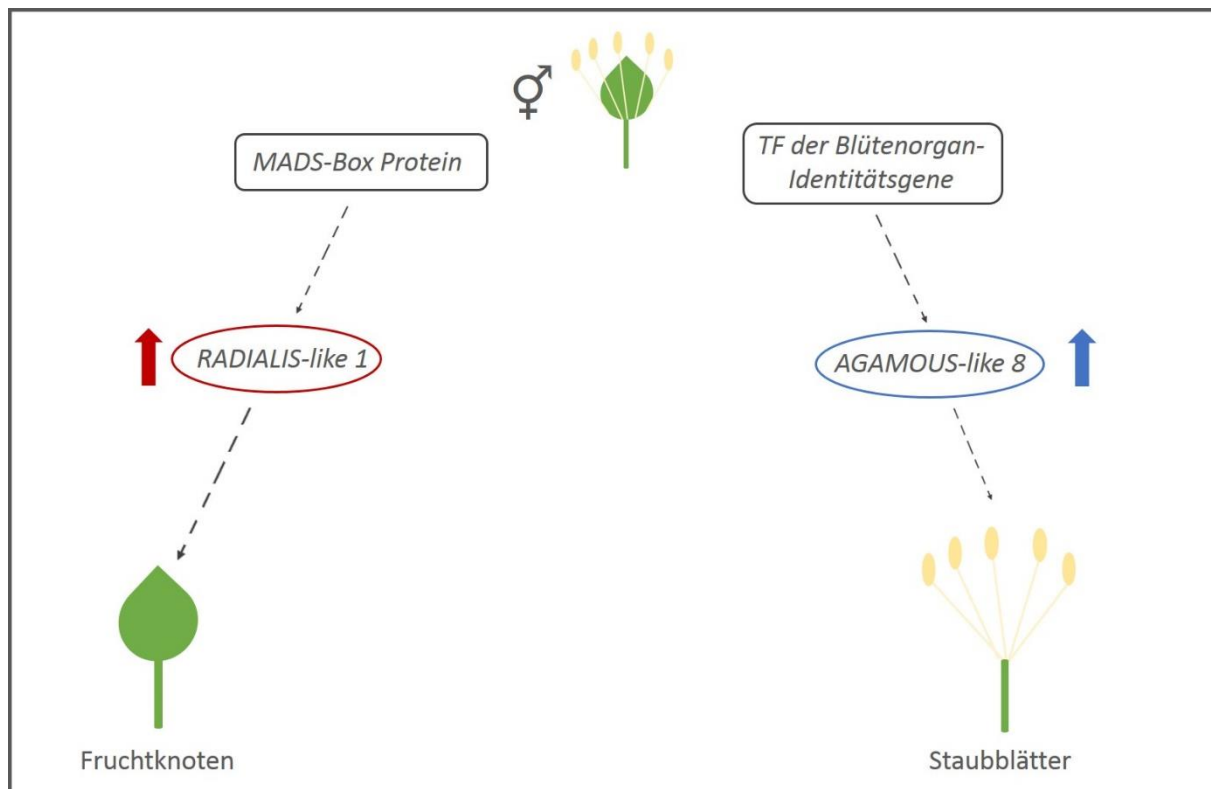 MADS-Box Protein
TF der Blütenorgan-
Identitätsgene
RADIALIS-like 1
AGAMOUS-like 8
Fruchtknoten
Staubblätter